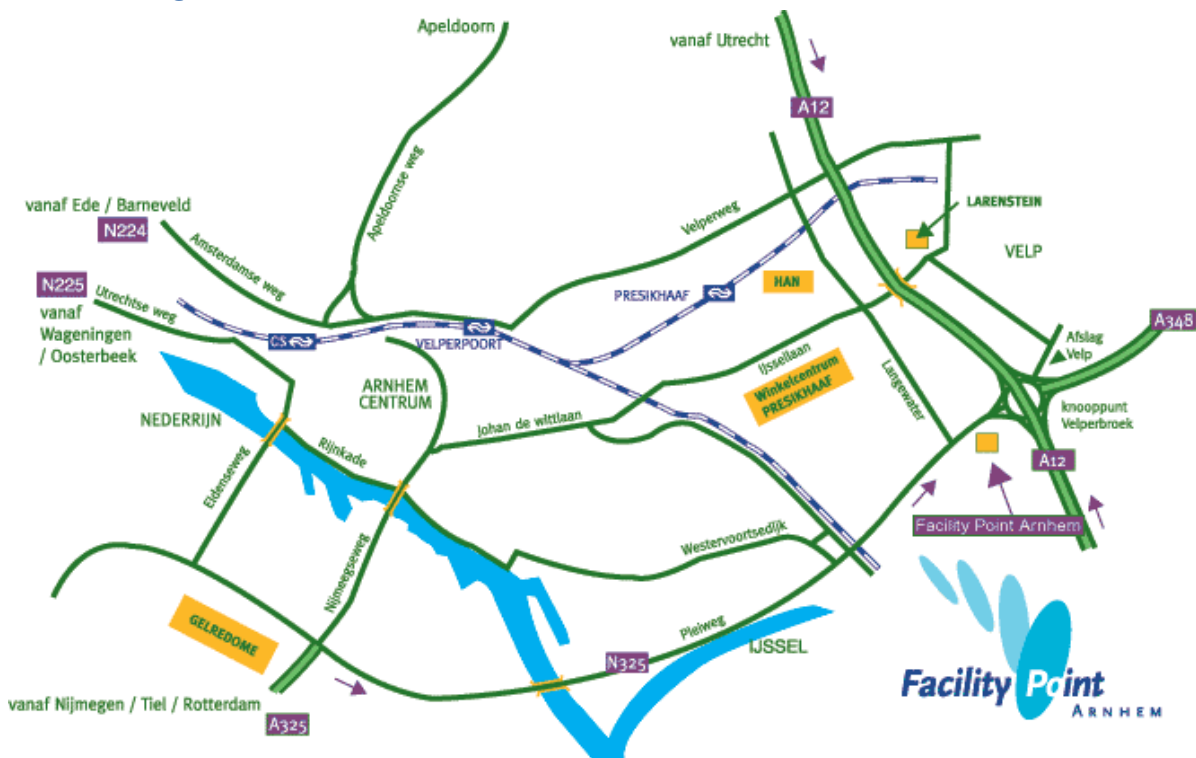 Apeldoorn
vanaf Utrecht
A12
Apeldoornse weg
vanaf Ede / Barneveld
N224
Amsterdamse weg
Velperweg
LARENSTEIN
VELP
N225
Utrechtse weg
vanaf
Wageningen
/ Oosterbeek
CS
VELPERPOORT
PRESIKHAAF
HAN
A348
Afslag
Velp
IJssellaan
Winkelcentrum
PRESIKHAAF
Langewater
ARNHEM
CENTRUM
NEDERRIJN
Johan de wittlaan
knooppunt
Velperbroek
Rijnkade
Eldenseweg
A12
Facility Point Arnhem
Westervoortsedijk
Nijmeegseweg
GELREDOME
Pleiweg
IJSSEL
N325
vanaf Nijmegen / Tiel / Rotterdam
A325
Facility Point
ARNHEM